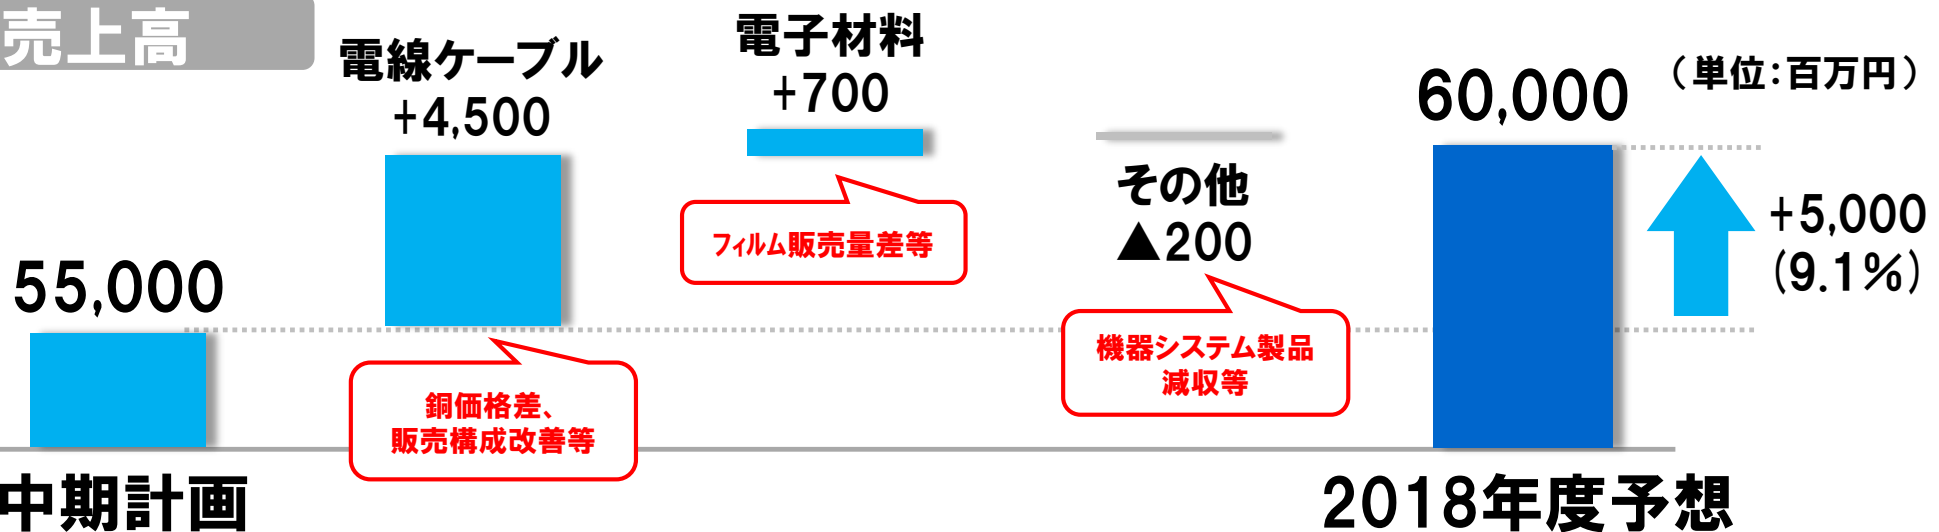 売上高
(単位:百万円)
55,000
中期計画
電線ケーブル
+4,500
銅価格差、
販売構成改善等
電子材料
+700
フィルム販売量差等
その他
▲200
機器システム製品
減収等
60,000
2018年度予想
+5,000
(9.1%)